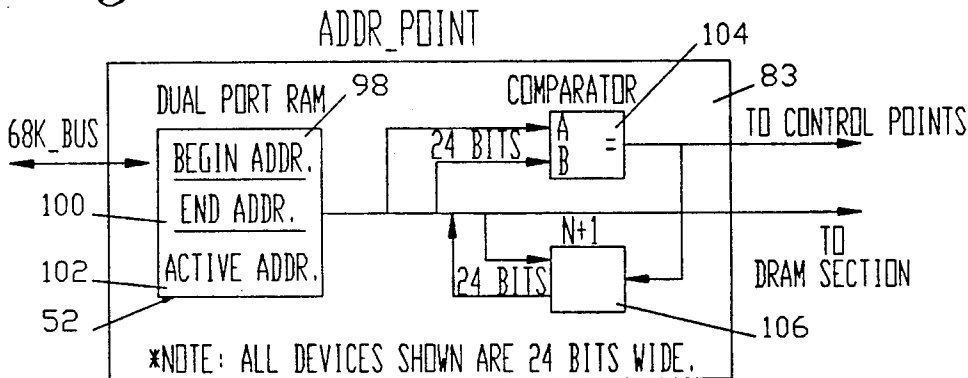 ADDR_POINT
104
83
DUAL PORT RAM
98
COMPARATOR
68K_BUS
TO CONTROL POINTS
BEGIN ADDR.
24 BITS
A
=
B
100
END ADDR.
N+1
TO
DRAM SECTION
102
ACTIVE ADDR.
24 BITS
52
106
*NOTE: ALL DEVICES SHOWN ARE 24 BITS WIDE.